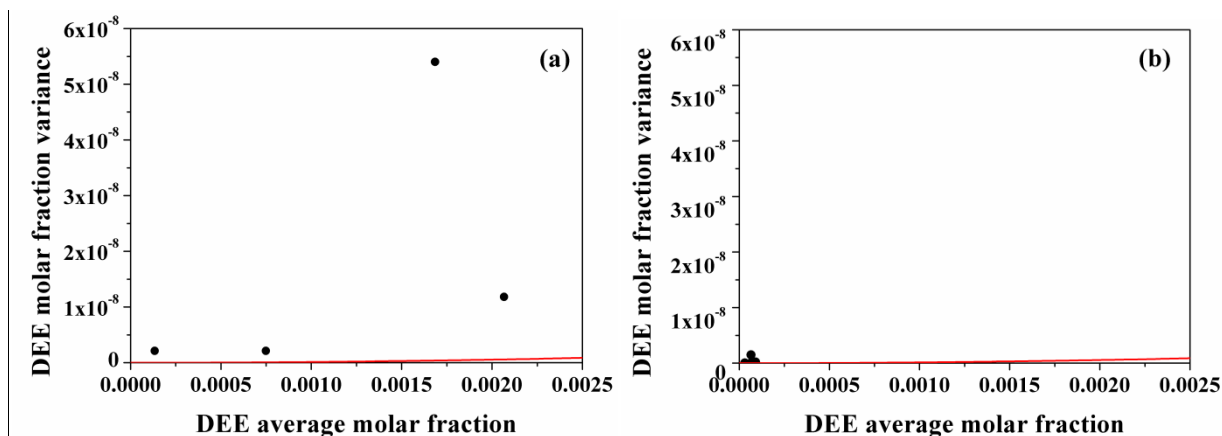 DEE molar fraction variance
6x10-8
5x10-8
4x10-8
3x10-8
2x10-8
1x10-8
0
(a)
0.0000 0.0005 0.0010 0.0015 0.0020 0.0025
DEE average molar fraction
DEE molar fraction variance
6x10-8
5x10-8
4x10-8
3x10-8
2x10-8
1x10-8
0
(b)
0.0000 0.0005 0.0010 0.0015 0.0020 0.0025
DEE average molar fraction